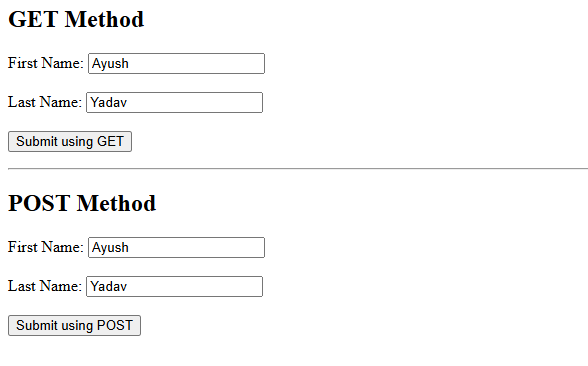 GET Method
First Name: Ayush
Last Name: Yadav
Submit using GET
POST Method
First Name: Ayush
Last Name: Yadav
Submit using POST